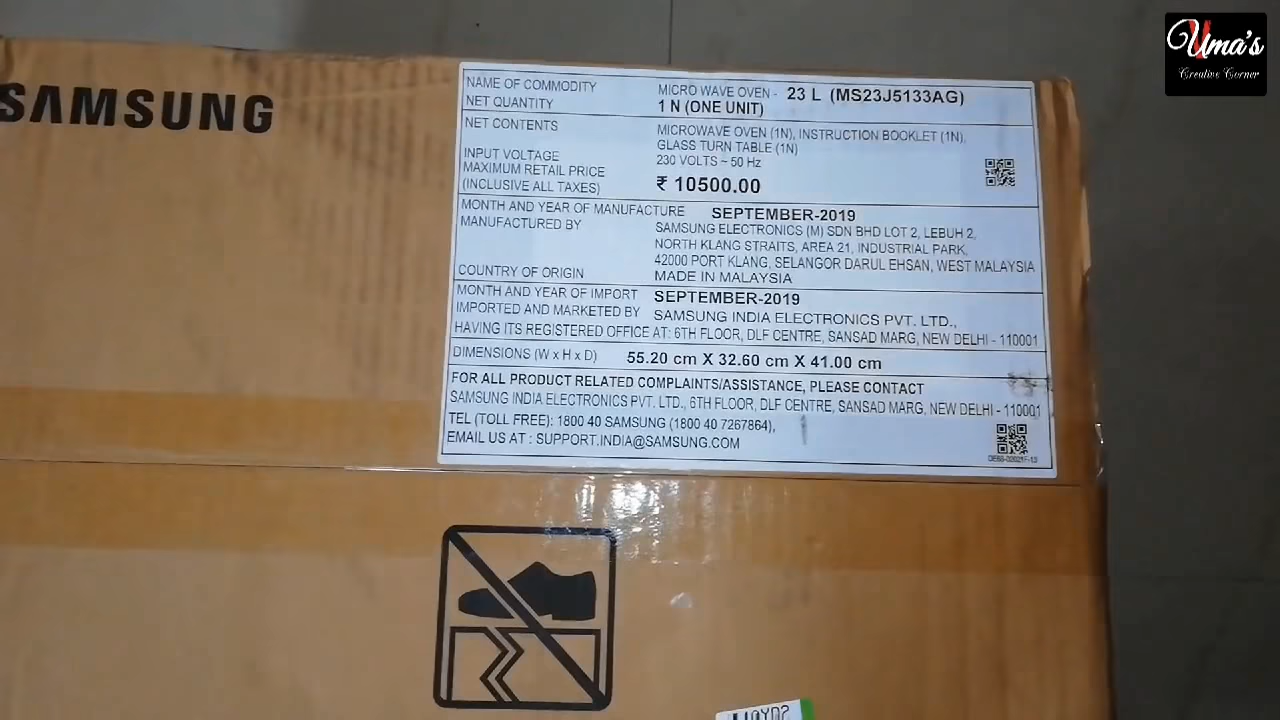 Uma's
Creative Corner
SAMSUNG
NAME OF COMMODITY MICRO WAVE OVEN - 23 L (MS23J5133AG)
NET QUANTITY 1 N (ONE UNIT)
NET CONTENTS MICROWAVE OVEN (1N), INSTRUCTION BOOKLET (1N),
GLASS TURN TABLE (1N)
INPUT VOLTAGE 230 VOLTS ~ 50 Hz
MAXIMUM RETAIL PRICE
(INCLUSIVE ALL TAXES) ₹ 10500.00
MONTH AND YEAR OF MANUFACTURE SEPTEMBER-2019
MANUFACTURED BY SAMSUNG ELECTRONICS (M) SDN BHD LOT 2, LEBUH 2,
NORTH KLANG STRAITS, AREA 21, INDUSTRIAL PARK,
42000 PORT KLANG, SELANGOR DARUL EHSAN, WEST MALAYSIA
COUNTRY OF ORIGIN MADE IN MALAYSIA
MONTH AND YEAR OF IMPORT SEPTEMBER-2019
IMPORTED AND MARKETED BY SAMSUNG INDIA ELECTRONICS PVT. LTD.,
HAVING ITS REGISTERED OFFICE AT: 6TH FLOOR, DLF CENTRE, SANSAD MARG, NEW DELHI - 110001
DIMENSIONS (W x H x D) 55.20 cm X 32.60 cm X 41.00 cm
FOR ALL PRODUCT RELATED COMPLAINTS/ASSISTANCE, PLEASE CONTACT
SAMSUNG INDIA ELECTRONICS PVT. LTD., 6TH FLOOR, DLF CENTRE, SANSAD MARG, NEW DELHI - 110001
TEL (TOLL FREE): 1800 40 SAMSUNG (1800 40 7267864),
EMAIL US AT : SUPPORT.INDIA@SAMSUNG.COM